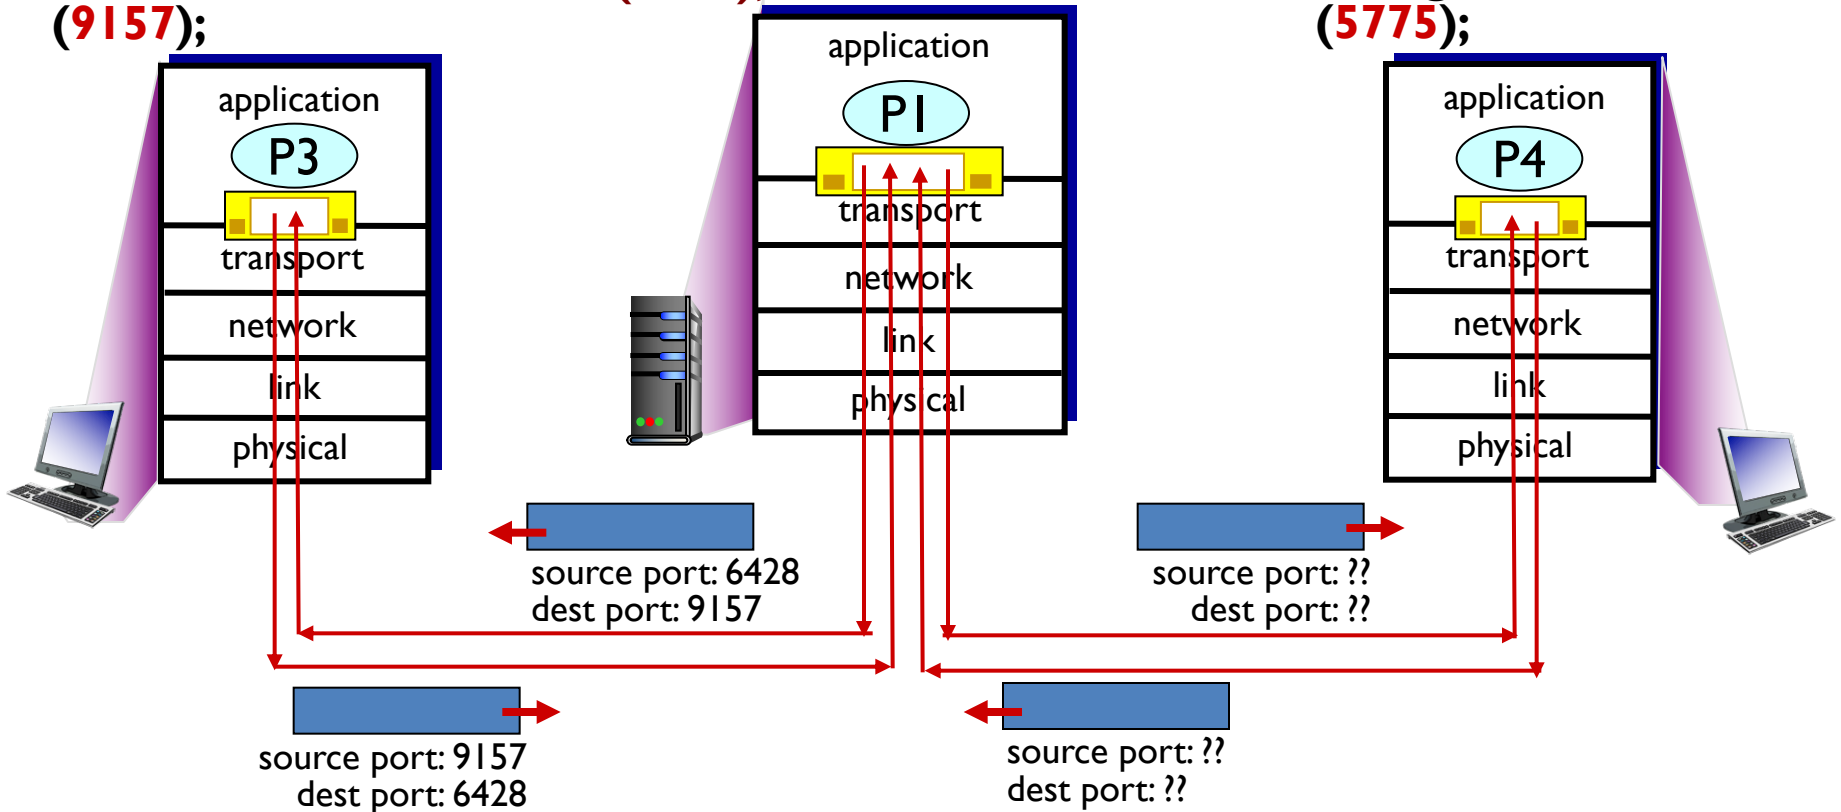 (9157);
(5775);
application
P3
transport
network
link
physical
application
P1
transport
network
link
physical
application
P4
transport
network
link
physical
source port: 6428
dest port: 9157
source port: ??
dest port: ??
source port: 9157
dest port: 6428
source port: ??
dest port: ??